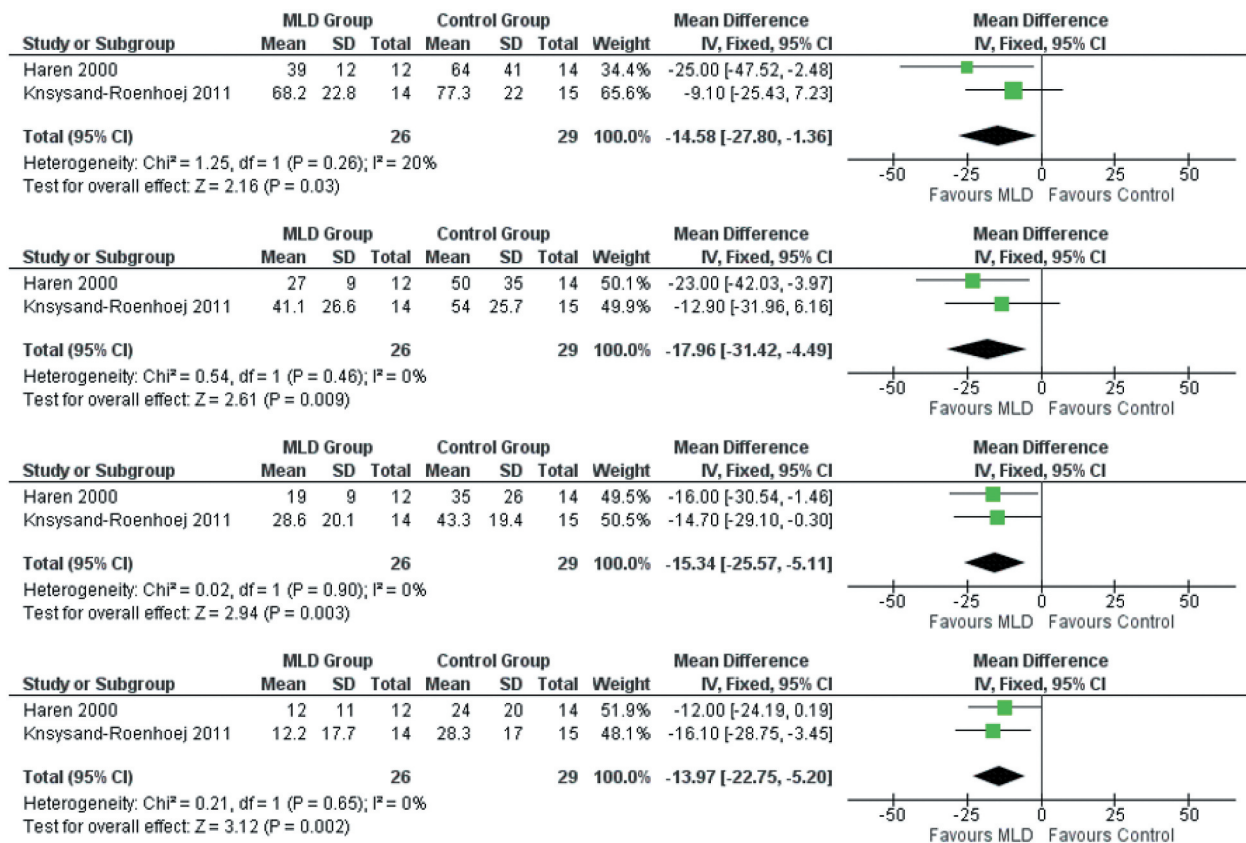 MLD Group Control Group Mean Difference Mean Difference
Study or Subgroup Mean SD Total Mean SD Total Weight IV, Fixed, 95% CI IV, Fixed, 95% CI
Haren 2000 39 12 12 64 41 14 34.4% -25.00 [-47.52, -2.48]
Knsysand-Roenhoej 2011 68.2 22.8 14 77.3 22 15 65.6% -9.10 [-25.43, 7.23]
Total (95% CI) 26 29 100.0% -14.58 [-27.80, -1.36]
Heterogeneity: Chi² = 1.25, df = 1 (P = 0.26); I² = 20%
Test for overall effect: Z = 2.16 (P = 0.03)
-50 -25 0 25 50
Favours MLD Favours Control
MLD Group Control Group Mean Difference Mean Difference
Study or Subgroup Mean SD Total Mean SD Total Weight IV, Fixed, 95% CI IV, Fixed, 95% CI
Haren 2000 27 9 12 50 35 14 50.1% -23.00 [-42.03, -3.97]
Knsysand-Roenhoej 2011 41.1 26.6 14 54 25.7 15 49.9% -12.90 [-31.96, 6.16]
Total (95% CI) 26 29 100.0% -17.96 [-31.42, -4.49]
Heterogeneity: Chi² = 0.54, df = 1 (P = 0.46); I² = 0%
Test for overall effect: Z = 2.61 (P = 0.009)
-50 -25 0 25 50
Favours MLD Favours Control
MLD Group Control Group Mean Difference Mean Difference
Study or Subgroup Mean SD Total Mean SD Total Weight IV, Fixed, 95% CI IV, Fixed, 95% CI
Haren 2000 19 9 12 35 26 14 49.5% -16.00 [-30.54, -1.46]
Knsysand-Roenhoej 2011 28.6 20.1 14 43.3 19.4 15 50.5% -14.70 [-29.10, -0.30]
Total (95% CI) 26 29 100.0% -15.34 [-25.57, -5.11]
Heterogeneity: Chi² = 0.02, df = 1 (P = 0.90); I² = 0%
Test for overall effect: Z = 2.94 (P = 0.003)
-50 -25 0 25 50
Favours MLD Favours Control
MLD Group Control Group Mean Difference Mean Difference
Study or Subgroup Mean SD Total Mean SD Total Weight IV, Fixed, 95% CI IV, Fixed, 95% CI
Haren 2000 12 11 12 24 20 14 51.9% -12.00 [-24.19, 0.19]
Knsysand-Roenhoej 2011 12.2 17.7 14 28.3 17 15 48.1% -16.10 [-28.75, -3.45]
Total (95% CI) 26 29 100.0% -13.97 [-22.75, -5.20]
Heterogeneity: Chi² = 0.21, df = 1 (P = 0.65); I² = 0%
Test for overall effect: Z = 3.12 (P = 0.002)
-50 -25 0 25 50
Favours MLD Favours Control